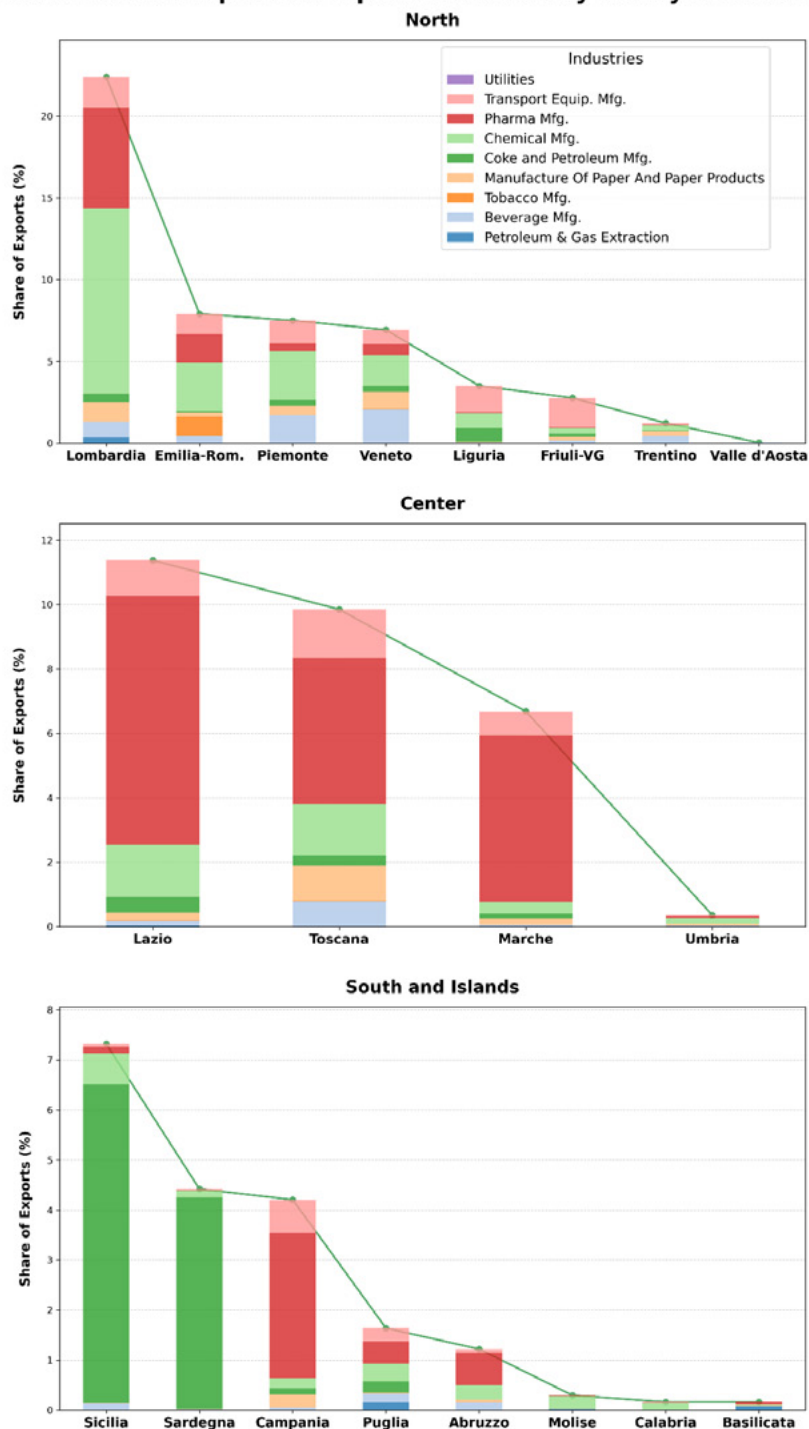 North
Industries
Utilities
Transport Equip. Mfg.
Pharma Mfg.
Chemical Mfg.
Coke and Petroleum Mfg.
Manufacture Of Paper And Paper Products
Tobacco Mfg.
Beverage Mfg.
Petroleum & Gas Extraction
Share of Exports (%)
20
15
10
5
0
Lombardia Emilia-Rom. Piemonte Veneto Liguria Friuli-VG Trentino Valle d'Aosta
Center
Share of Exports (%)
12
10
8
6
4
2
0
Lazio Toscana Marche Umbria
South and Islands
Share of Exports (%)
8
7
6
5
4
3
2
1
0
Sicilia Sardegna Campania Puglia Abruzzo Molise Calabria Basilicata